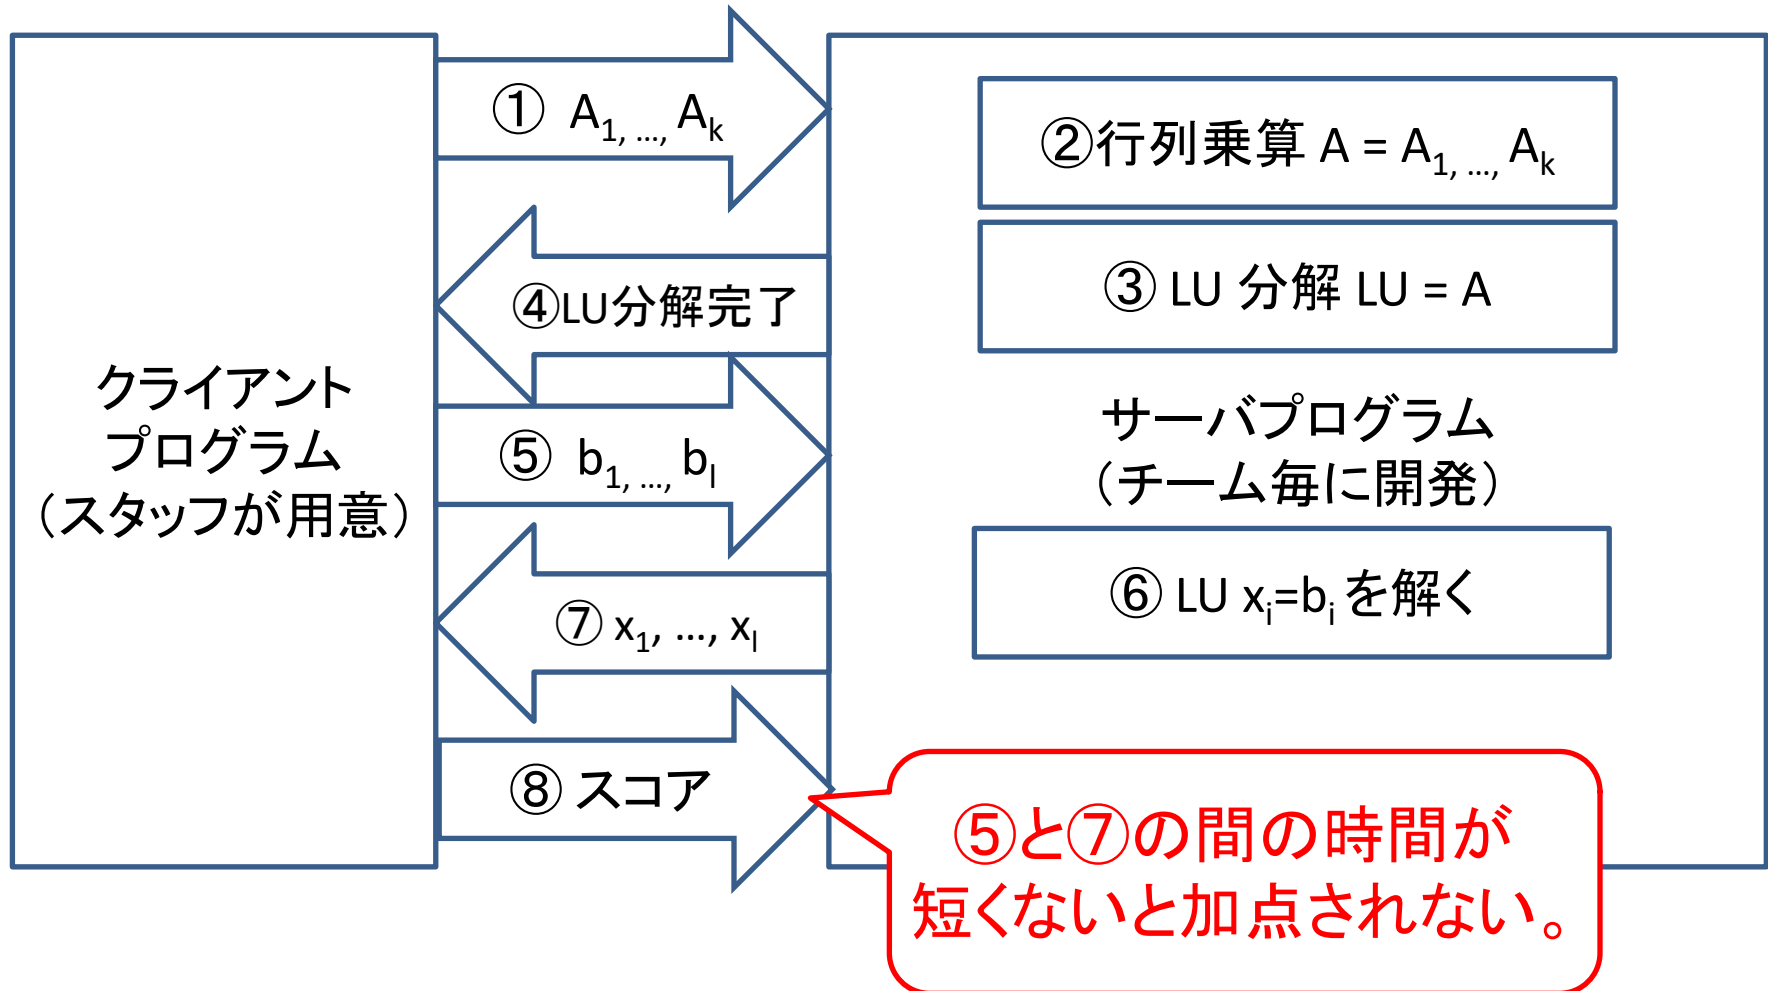 ① A1, ..., Ak
②行列乗算 A = A1, ..., Ak
③ LU 分解 LU = A
④LU分解完了
クライアント
プログラム
（スタッフが用意）
サーバプログラム
（チーム毎に開発）
⑤ b1, ..., bl
⑥ LU xi=bi を解く
⑦ x1, ..., xl
⑧ スコア
⑤と⑦の間の時間が
短くないと加点されない。